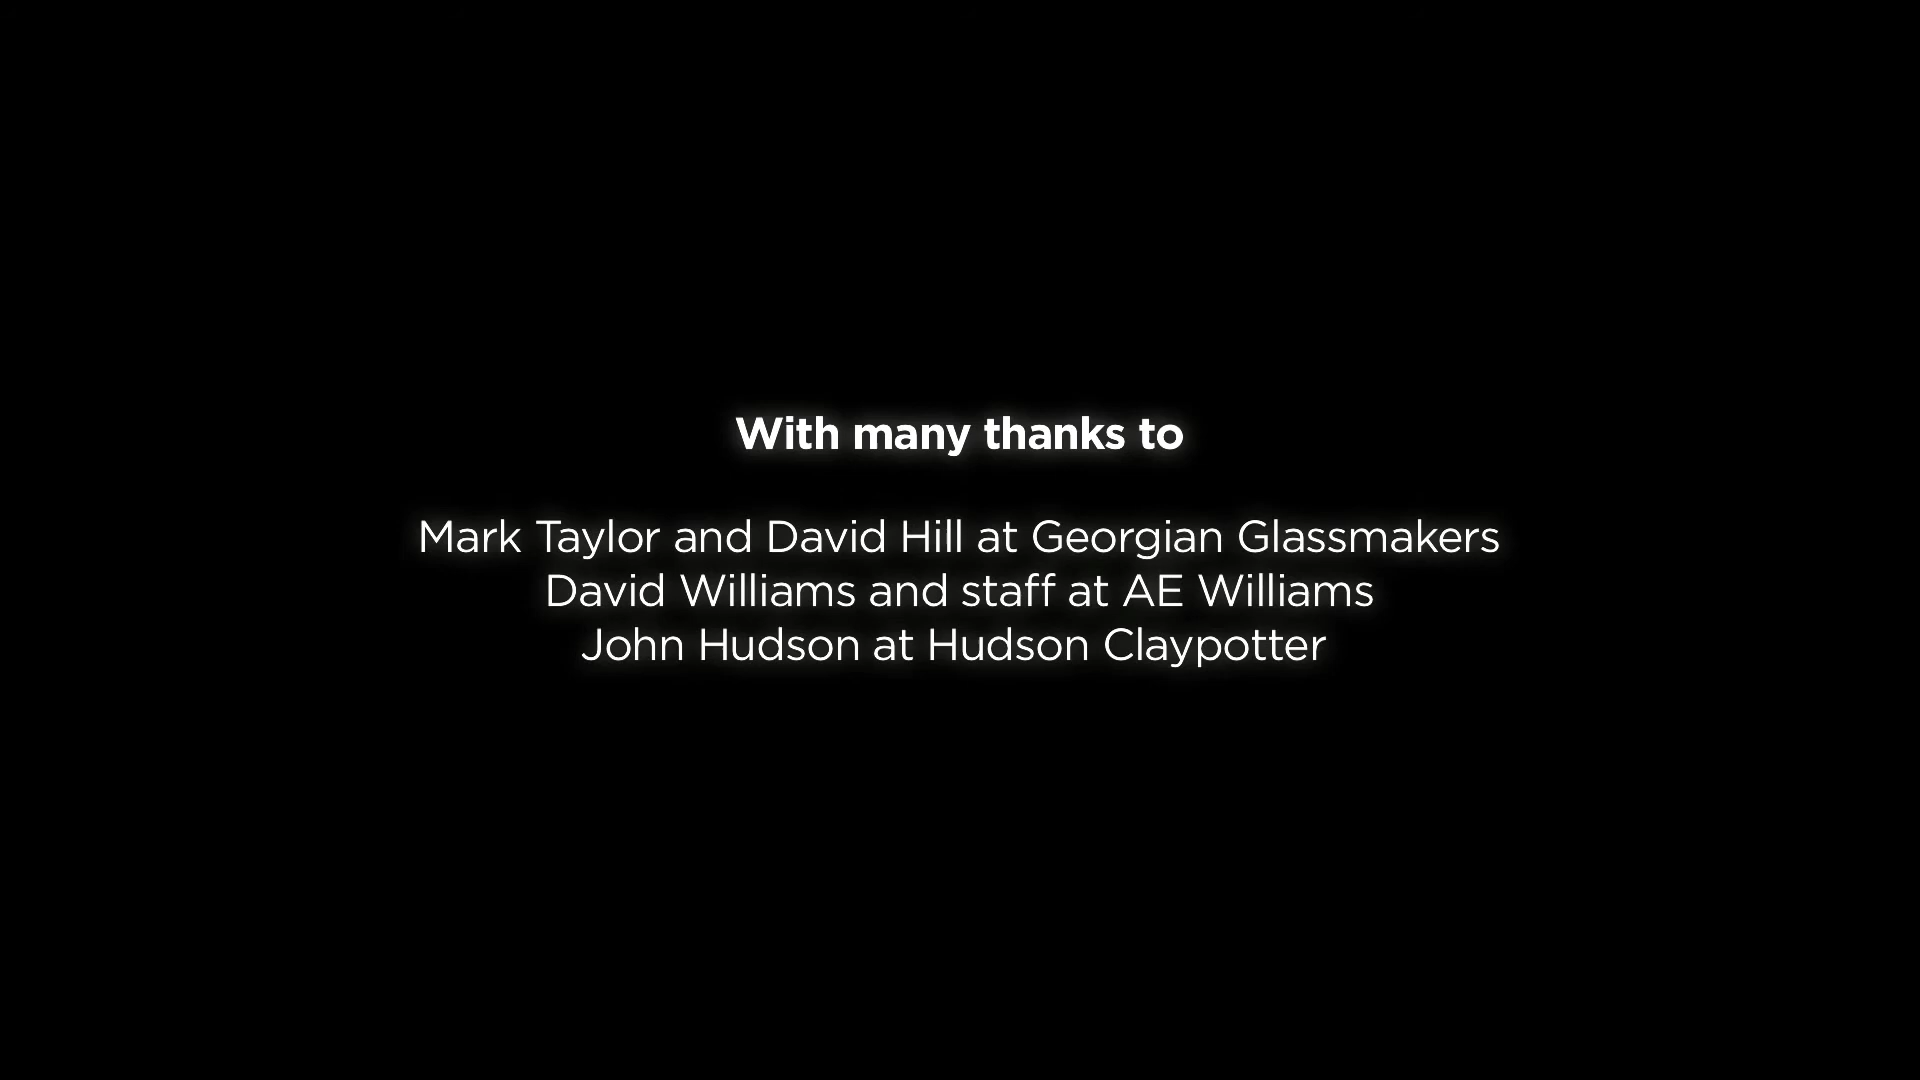 With many thanks to
Mark Taylor and David Hill at Georgian Glassmakers
David Williams and staff at AE Williams
John Hudson at Hudson Claypotter